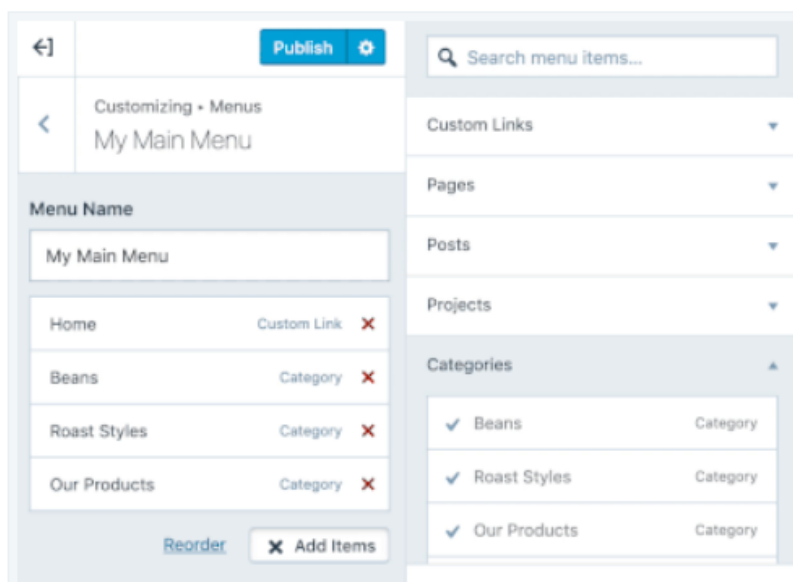 Publish
Customizing • Menus
My Main Menu
Menu Name
My Main Menu
Home Custom Link
Beans Category
Roast Styles Category
Our Products Category
Reorder Add Items
Search menu items...
Custom Links
Pages
Posts
Projects
Categories
Beans Category
Roast Styles Category
Our Products Category